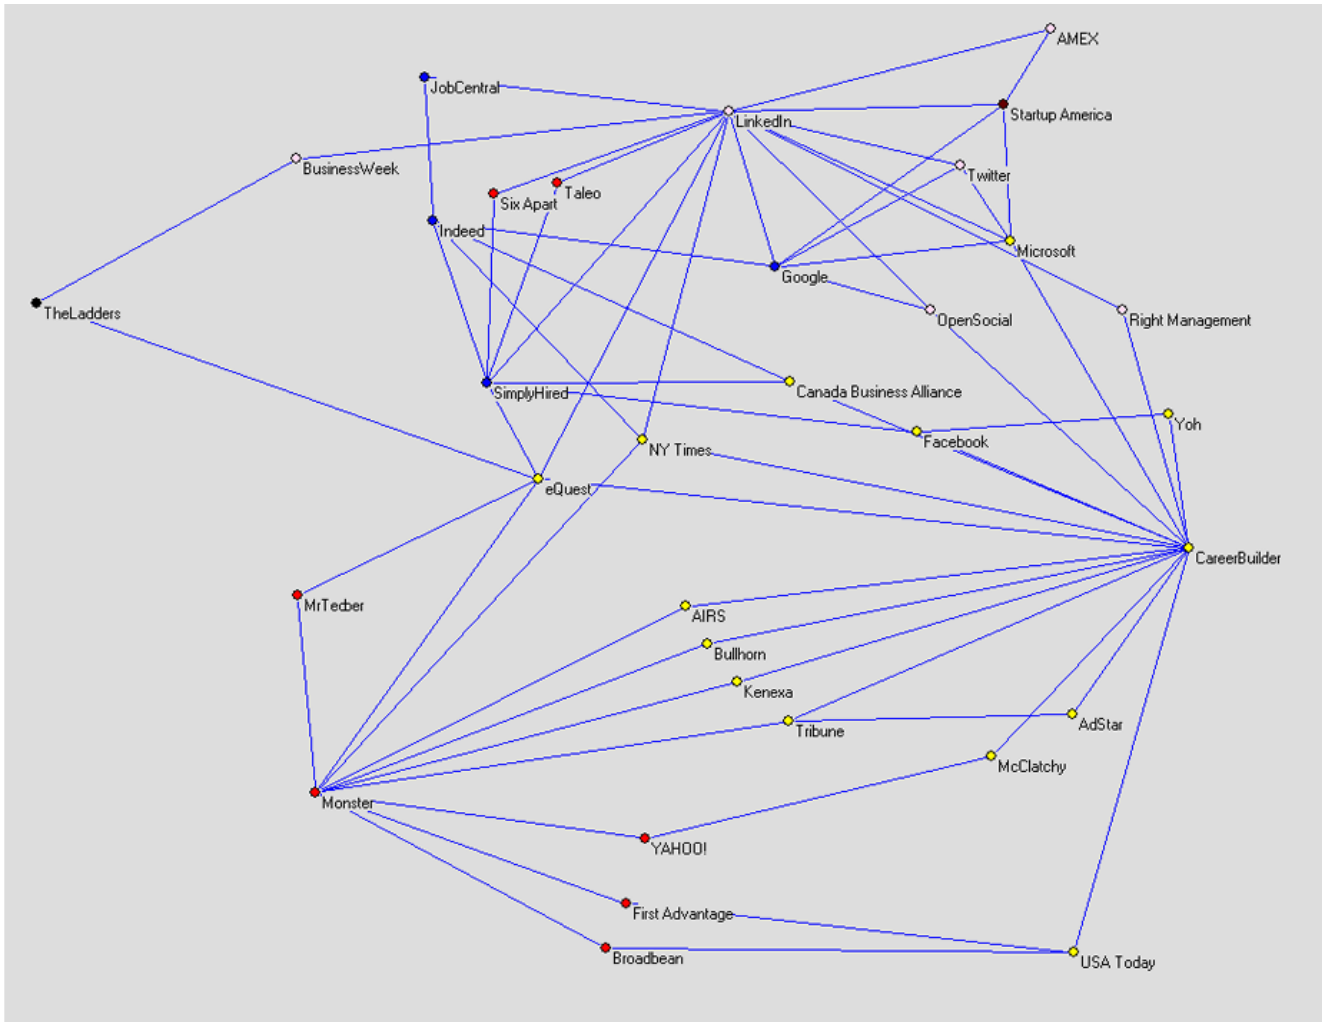 AMEX
JobCentral
LinkedIn
Startup America
BusinessWeek
Twitter
Taleo
Six Apart
Indeed
Microsoft
Google
TheLadders
OpenSocial
Right Management
SimplyHired
Canada Business Alliance
Yoh
Facebook
NY Times
eQuest
CareerBuilder
MrTedber
AIRS
Bullhorn
Kenexa
AdStar
Tribune
McClatchy
Monster
YAHOO!
First Advantage
Broadbean
USA Today